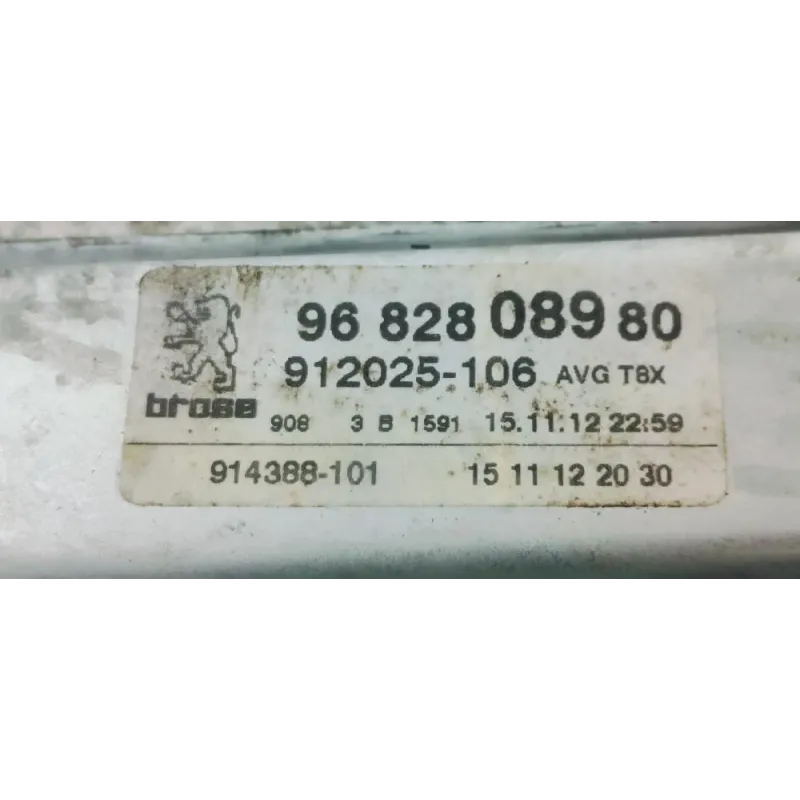 96 828 089 80
912025-106 AVG T8X
brose
908 3 B 1591 15.11.12 22:59
914388-101 15 11 12 20 30